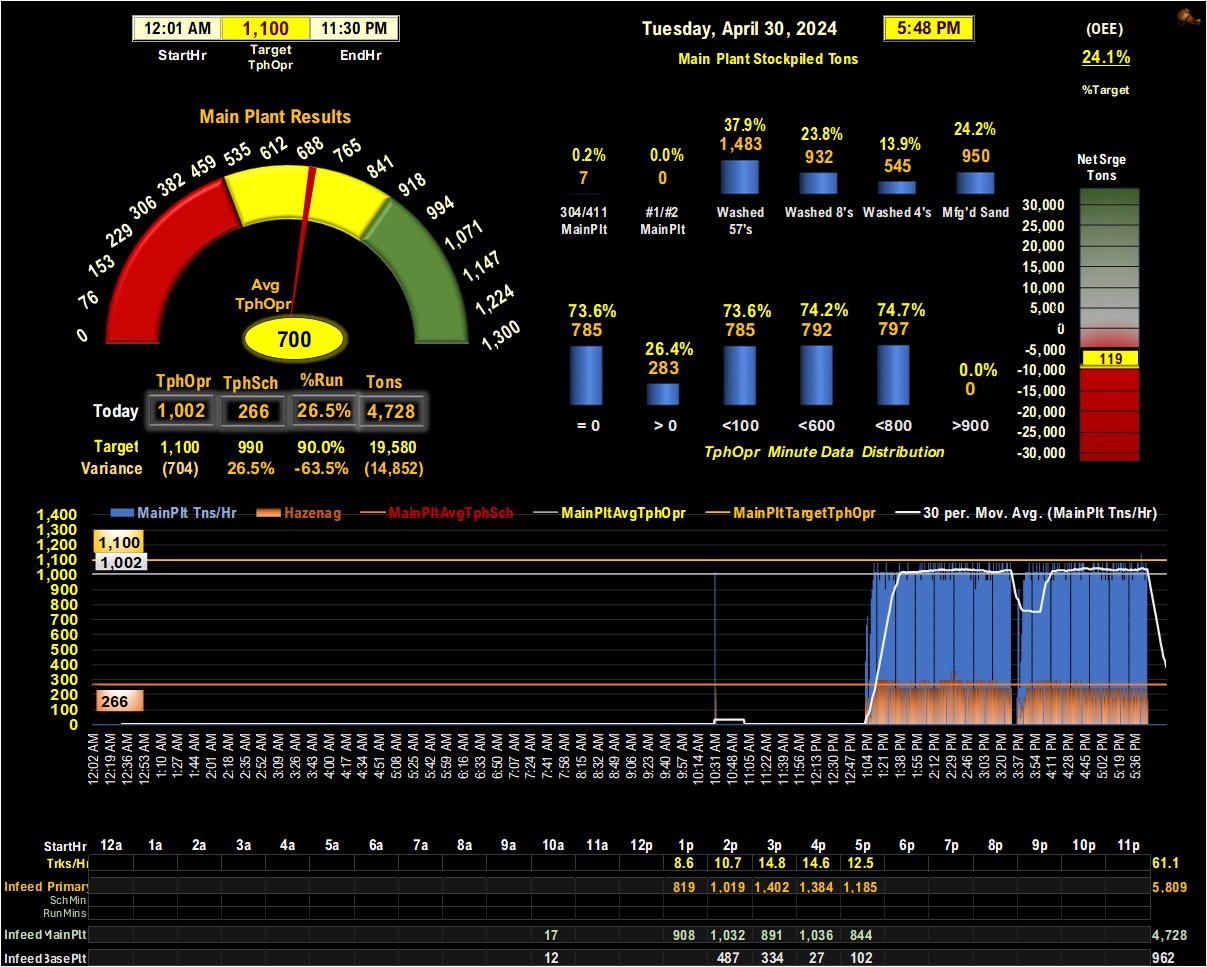 12:01 AM 1,100 11:30 PM
StartHr Target TphOpr EndHr
Tuesday, April 30, 2024 5:48 PM
Main Plant Stockpiled Tons
(OEE)
24.1%
%Target
Main Plant Results
0 76 153 229 306 382 459 535 612 688 765 841 918 994 1,071 1,147 1,224 1,300
Avg
TphOpr
700
TphOpr TphSch %Run Tons
Today 1,002 266 26.5% 4,728
Target 1,100 990 90.0% 19,580
Variance (704) 26.5% -63.5% (14,852)
0.2% 0.0% 37.9% 23.8% 13.9% 24.2%
7 0 1,483 932 545 950
304/411 MainPlt #1/#2 MainPlt Washed 57's Washed 8's Washed 4's Mfg'd Sand
73.6% 26.4% 73.6% 74.2% 74.7% 0.0%
785 283 785 792 797 0
= 0 > 0 <100 <600 <800 >900
TphOpr Minute Data Distribution
Net Srge
Tons
30,000
25,000
20,000
15,000
10,000
5,000
0
-5,000
119
-10,000
-15,000
-20,000
-25,000
-30,000
MainPlt Tns/Hr Hazenag MainPltAvgTphSch MainPltAvgTphOpr MainPltTargetTphOpr 30 per. Mov. Avg. (MainPlt Tns/Hr)
1,400
1,300
1,200
1,100
1,000
900
800
700
600
500
400
300
200
100
0
1,100
1,002
266
12:02 AM 12:19 AM 12:36 AM 12:53 AM 1:10 AM 1:27 AM 1:44 AM 2:01 AM 2:18 AM 2:35 AM 2:52 AM 3:09 AM 3:26 AM 3:43 AM 4:00 AM 4:17 AM 4:34 AM 4:51 AM 5:08 AM 5:25 AM 5:42 AM 5:59 AM 6:16 AM 6:33 AM 6:50 AM 7:07 AM 7:24 AM 7:41 AM 7:58 AM 8:15 AM 8:32 AM 8:49 AM 9:06 AM 9:23 AM 9:40 AM 9:57 AM 10:14 AM 10:31 AM 10:48 AM 11:05 AM 11:22 AM 11:39 AM 11:56 AM 12:13 PM 12:30 PM 12:47 PM 1:04 PM 1:21 PM 1:38 PM 1:55 PM 2:12 PM 2:29 PM 2:46 PM 3:03 PM 3:20 PM 3:37 PM 3:54 PM 4:11 PM 4:28 PM 4:45 PM 5:02 PM 5:19 PM 5:36 PM
StartHr 12a 1a 2a 3a 4a 5a 6a 7a 8a 9a 10a 11a 12p 1p 2p 3p 4p 5p 6p 7p 8p 9p 10p 11p
Trks/Hr 8.6 10.7 14.8 14.6 12.5 61.1
Infeed Primary 819 1,019 1,402 1,384 1,185 5,809
SchMin
RunMins
Infeed MainPlt 17 908 1,032 891 1,036 844 4,728
Infeed BasePlt 12 487 334 27 102 962